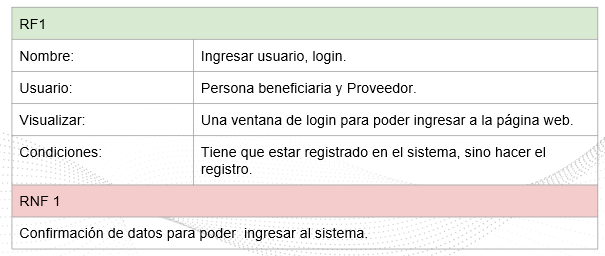 RF1
Nombre: Ingresar usuario, login.
Usuario: Persona beneficiaria y Proveedor.
Visualizar: Una ventana de login para poder ingresar a la página web.
Condiciones: Tiene que estar registrado en el sistema, sino hacer el
registro.
RNF 1
Confirmación de datos para poder ingresar al sistema.